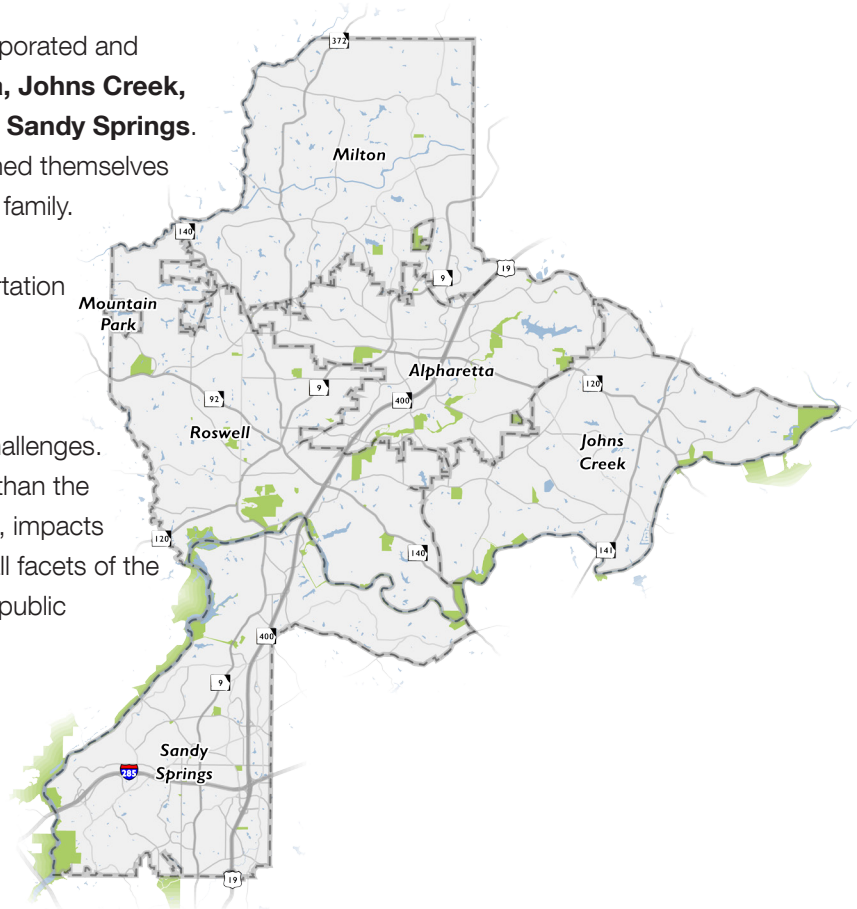 porated and
, Johns Creek,
Sandy Springs.
ned themselves
family.
rtation
hallenges.
than the
, impacts
ll facets of the
public
372
Milton
140
19
9
Mountain
Park
Alpharetta
120
9
400
92
Roswell
Johns
Creek
120
140
141
400
9
Sandy
Springs
285
19